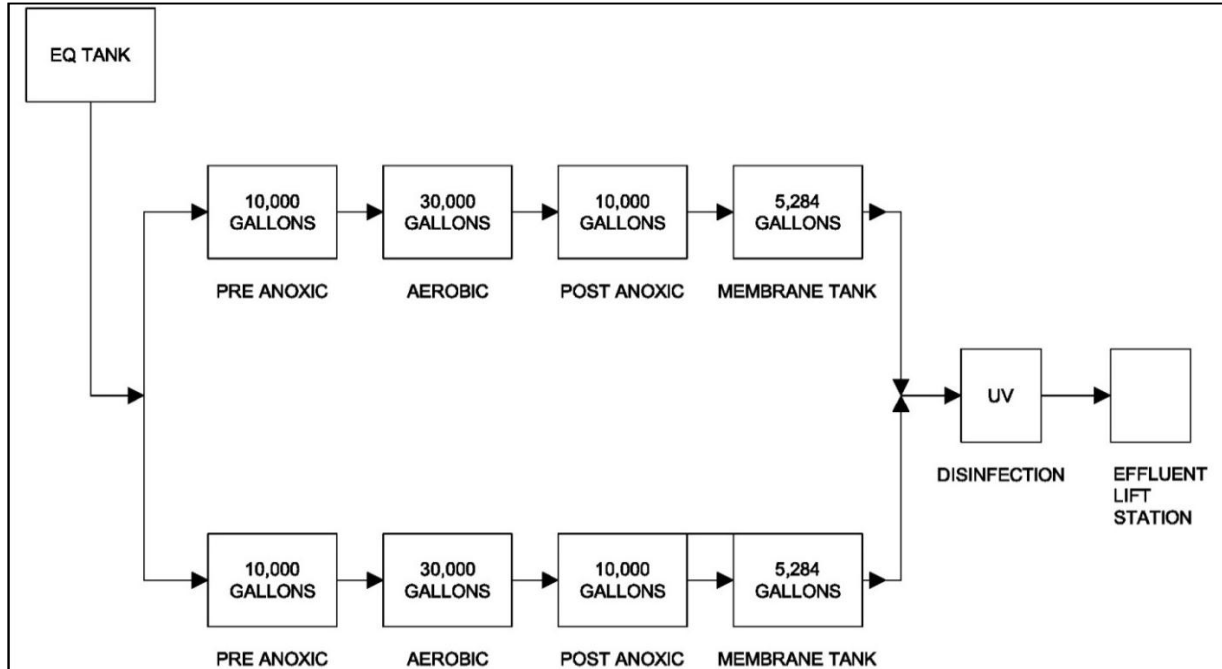 EQ TANK
10,000
GALLONS
30,000
GALLONS
10,000
GALLONS
5,284
GALLONS
PRE ANOXIC
AEROBIC
POST ANOXIC
MEMBRANE TANK
UV
DISINFECTION
EFFLUENT
LIFT
STATION
10,000
GALLONS
30,000
GALLONS
10,000
GALLONS
5,284
GALLONS
PRE ANOXIC
AEROBIC
POST ANOXIC
MEMBRANE TANK